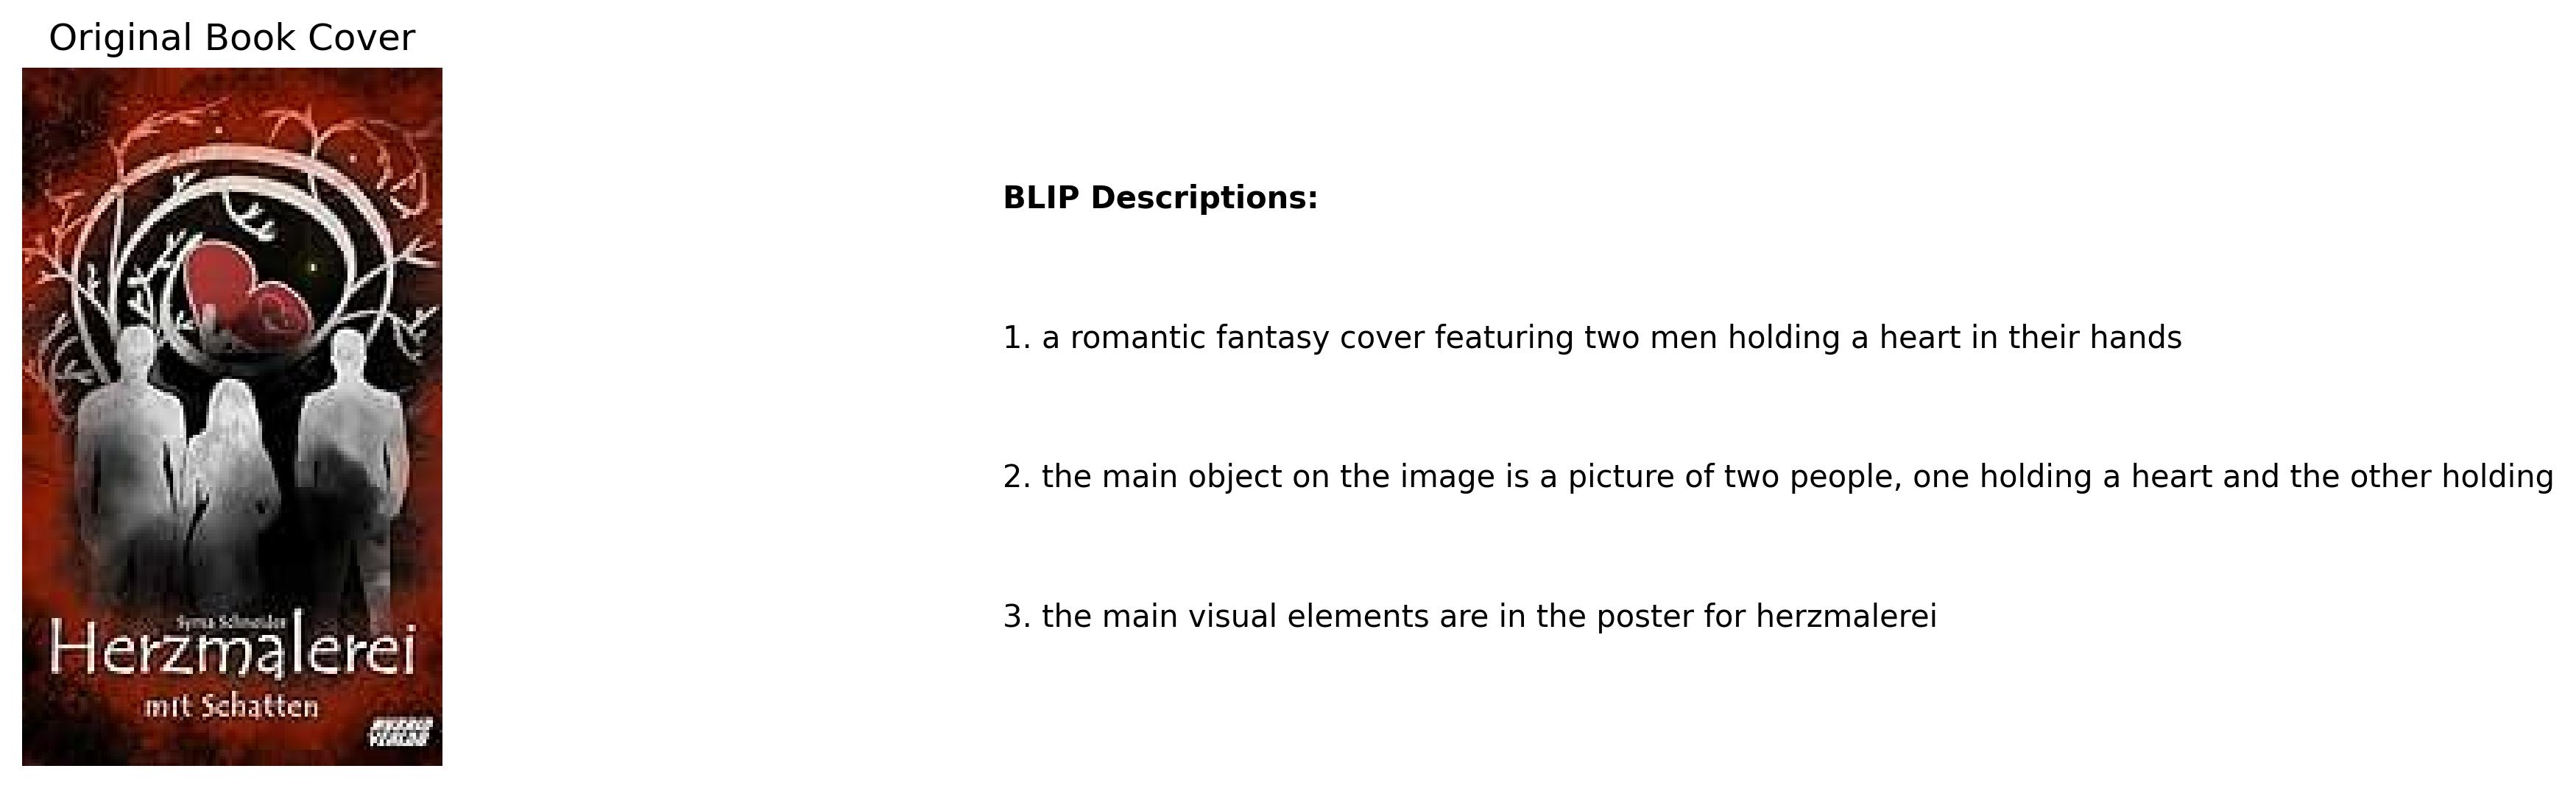 Original Book Cover
Schneider
Herzmalerei
mit Schatten
VERLAG
BLIP Descriptions:
1. a romantic fantasy cover featuring two men holding a heart in their hands
2. the main object on the image is a picture of two people, one holding a heart and the other holding
3. the main visual elements are in the poster for herzmalerei